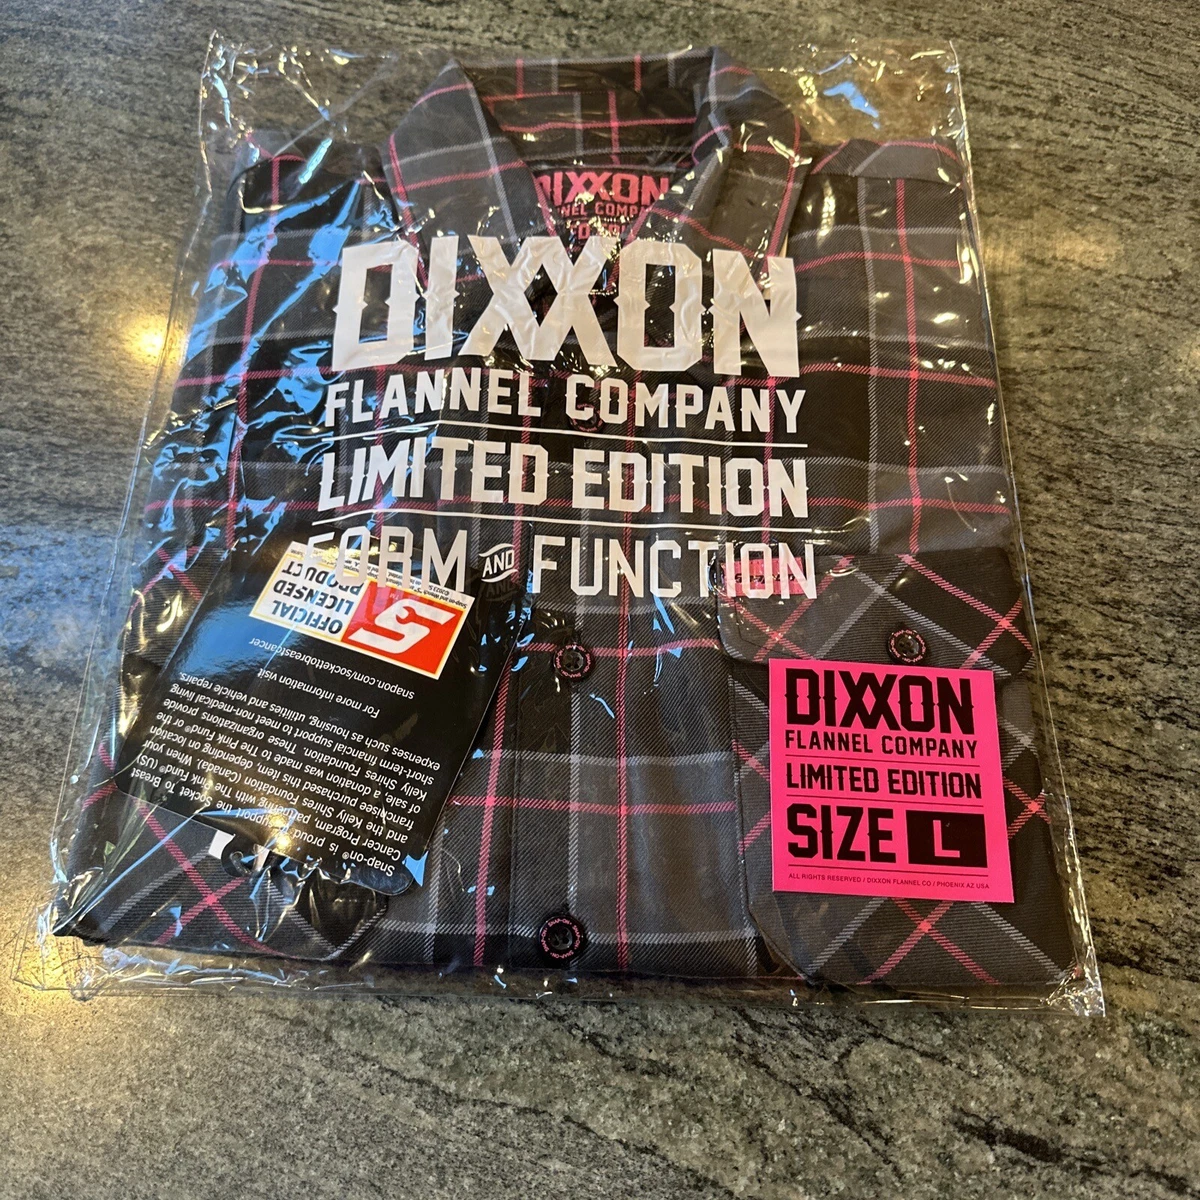 DIXXON
DIXXON
FLANNEL COMPANY
LIMITED EDITION
FORM AND FUNCTION
OFFICIAL
LICENSED
PRODUCT
Snap-on® is proud to support the Socket To Breast
Cancer Program, partnering with The Pink Fund® (US)
and the Kelly Shires Foundation (Canada). When your
franchisee purchased this item, depending on location
of sale, a donation was made to The Pink Fund® or the
Kelly Shires Foundation. These organizations provide
short-term financial support to meet non-medical living
expenses such as housing, utilities and vehicle repairs.
For more information visit
snapon.com/sockettobreastcancer
DIXXON
FLANNEL COMPANY
LIMITED EDITION
SIZE L
ALL RIGHTS RESERVED / DIXXON FLANNEL CO / PHOENIX AZ USA